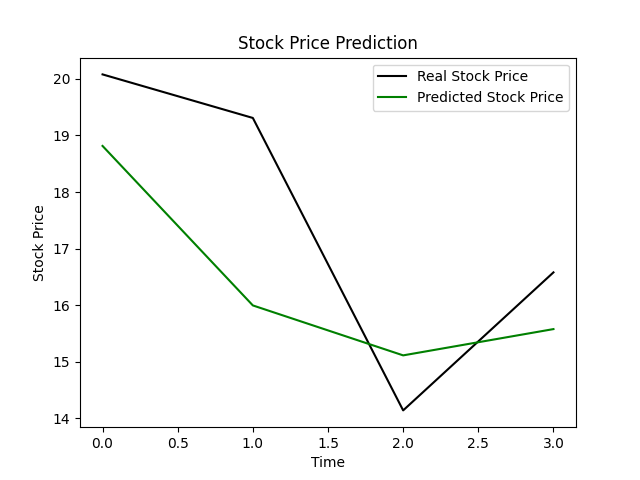 Stock Price Prediction
Real Stock Price
Predicted Stock Price
Stock Price
20
19
18
17
16
15
14
0.0 0.5 1.0 1.5 2.0 2.5 3.0
Time